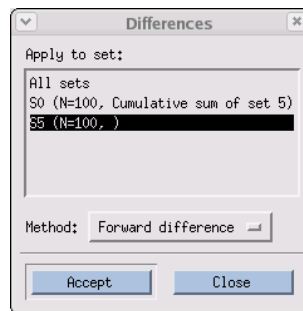 Differences
Apply to set:
All sets
S0 (N=100, Cumulative sum of set 5)
S5 (N=100, )
Method: Forward difference
Accept Close